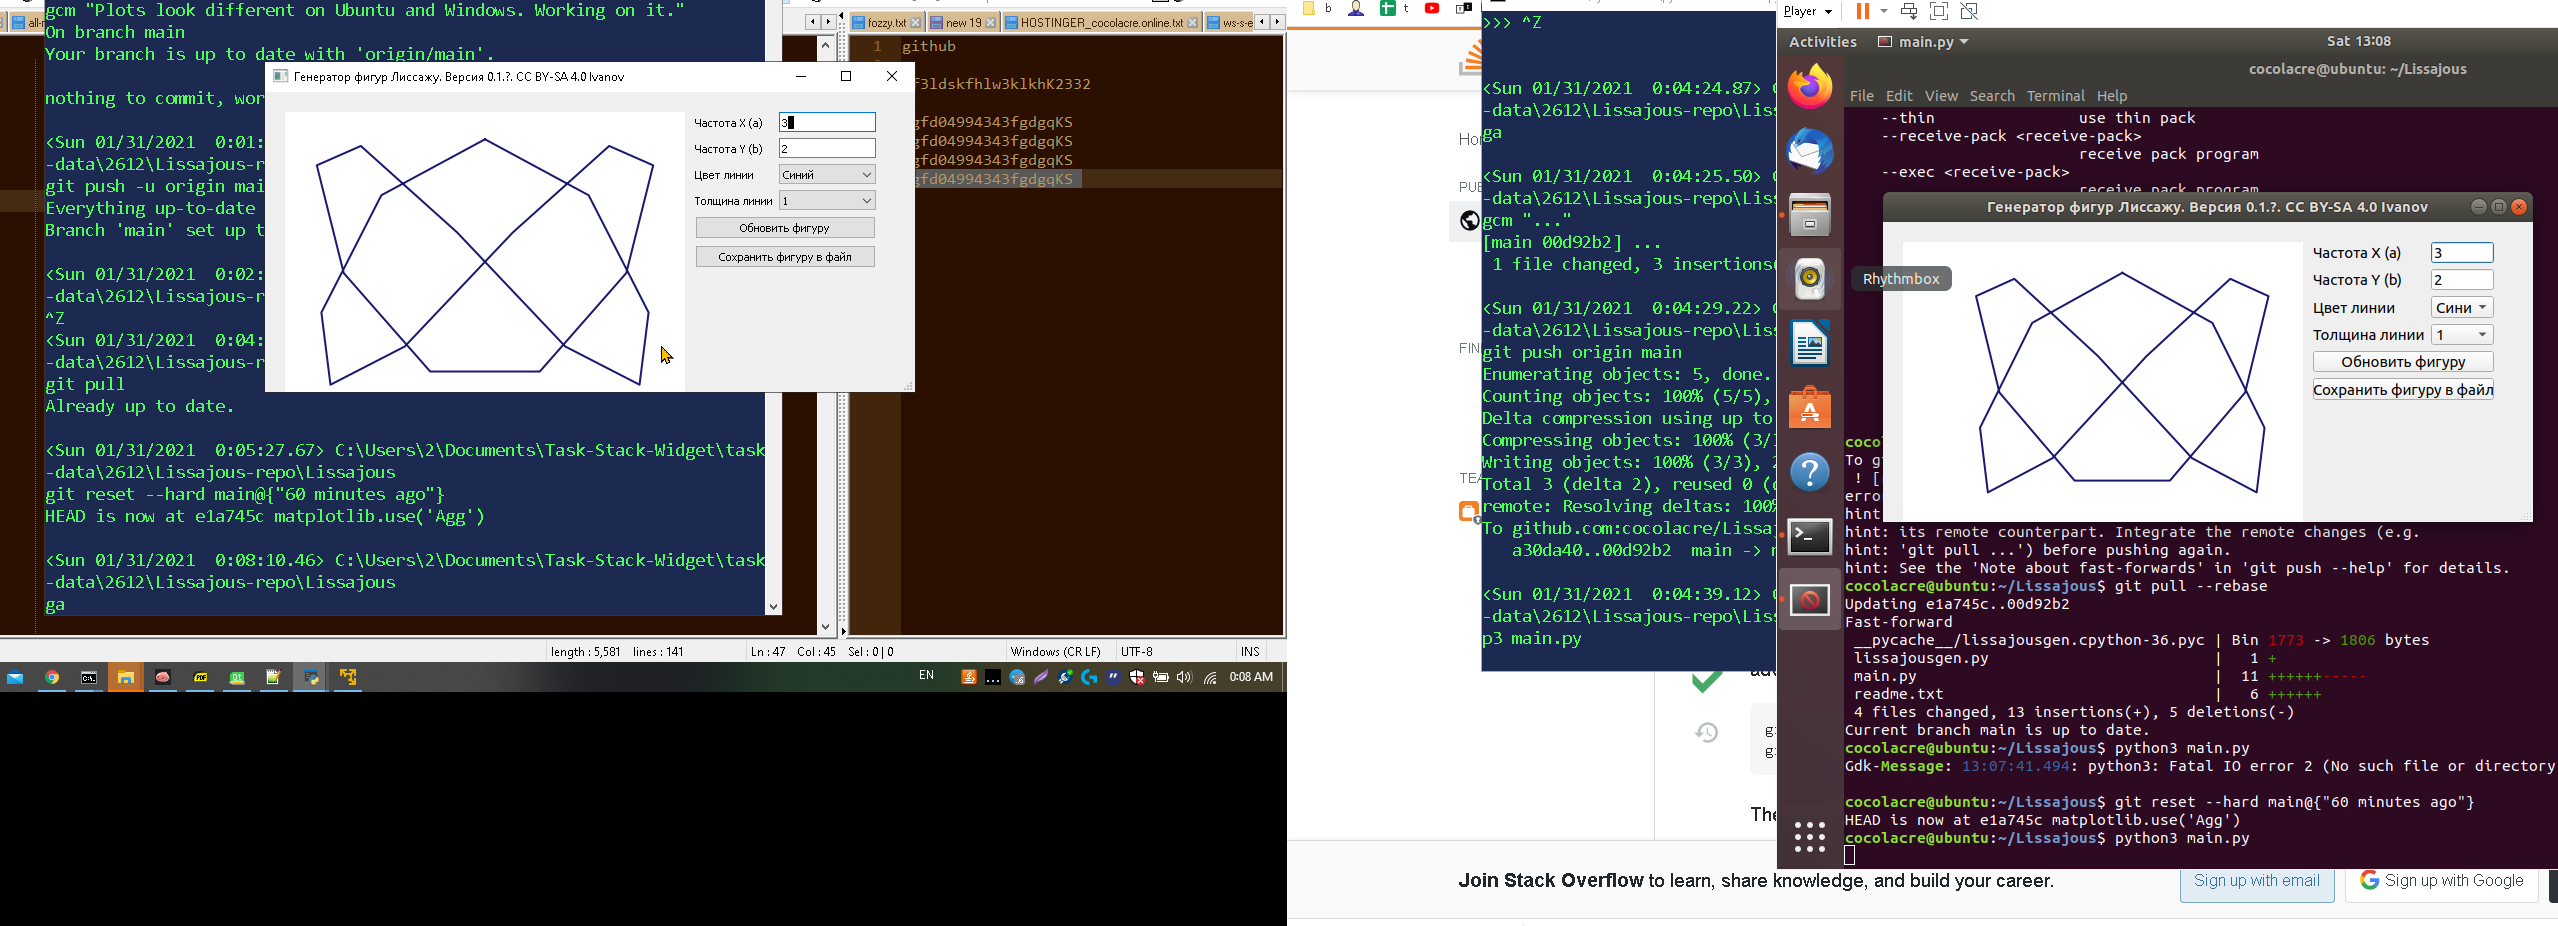 gcm "Plots look different on Ubuntu and Windows. Working on it."
On branch main
Your branch is up to date with 'origin/main'.
nothing to commit, wor
<Sun 01/31/2021  0:01:
-data\2612\Lissajous-r
git push -u origin mai
Everything up-to-date
Branch 'main' set up t
<Sun 01/31/2021  0:02:
-data\2612\Lissajous-r
^Z
<Sun 01/31/2021  0:04:
-data\2612\Lissajous-r
git pull
Already up to date.
<Sun 01/31/2021  0:05:27.67> C:\Users\2\Documents\Task-Stack-Widget\task
-data\2612\Lissajous-repo\Lissajous
git reset --hard main@{"60 minutes ago"}
HEAD is now at e1a745c matplotlib.use('Agg')
<Sun 01/31/2021  0:08:10.46> C:\Users\2\Documents\Task-Stack-Widget\task
-data\2612\Lissajous-repo\Lissajous
ga
Генератор фигур Лиссажу. Версия 0.1.?. CC BY-SA 4.0 Ivanov
Частота X (a) 3
Частота Y (b) 2
Цвет линии Синий
Толщина линии 1
Обновить фигуру
Сохранить фигуру в файл
fozzy.txt new 19 HOSTINGER_cocolacre.online.txt ws-s-e
1 github
f3ldskfhlw3klkhK2332
gfd04994343fgdgqKS
gfd04994343fgdgqKS
gfd04994343fgdgqKS
gfd04994343fgdgqKS
length : 5,581 lines : 141 Ln : 47 Col : 45 Sel : 0 | 0 Windows (CR LF) UTF-8 INS
EN 0:08 AM
b t
>>> ^Z
<Sun 01/31/2021  0:04:24.87>
-data\2612\Lissajous-repo\Liss
ga
<Sun 01/31/2021  0:04:25.50>
-data\2612\Lissajous-repo\Liss
gcm "..."
[main 00d92b2] ...
1 file changed, 3 insertions
<Sun 01/31/2021  0:04:29.22>
-data\2612\Lissajous-repo\Liss
git push origin main
Enumerating objects: 5, done.
Counting objects: 100% (5/5),
Delta compression using up to
Compressing objects: 100% (3/
Writing objects: 100% (3/3),
Total 3 (delta 2), reused 0
remote: Resolving deltas: 100%
To github.com:cocolacre/Lissa
a30da40..00d92b2  main ->
<Sun 01/31/2021  0:04:39.12>
-data\2612\Lissajous-repo\Liss
p3 main.py
Hor
PU
FIN
TEA
The
Join Stack Overflow to learn, share knowledge, and build your career.
Sign up with email
Sign up with Google
Player
Activities main.py Sat 13:08
cocolacre@ubuntu: ~/Lissajous
File Edit View Search Terminal Help
--thin use thin pack
--receive-pack <receive-pack>
receive pack program
--exec <receive-pack>
receive pack program
Генератор фигур Лиссажу. Версия 0.1.?. CC BY-SA 4.0 Ivanov
Частота X (a) 3
Частота Y (b) 2
Цвет линии Сини
Толщина линии 1
Обновить фигуру
Сохранить фигуру в файл
Rhythmbox
coco
To g
! [
erro
hint
hint: its remote counterpart. Integrate the remote changes (e.g.
hint: 'git pull ...') before pushing again.
hint: See the 'Note about fast-forwards' in 'git push --help' for details.
cocolacre@ubuntu:~/Lissajous$ git pull --rebase
Updating e1a745c..00d92b2
Fast-forward
__pycache__/lissajousgen.cpython-36.pyc | Bin 1773 -> 1806 bytes
lissajousgen.py | 1 +
main.py | 11 ++++++-----
readme.txt | 6 ++++++
4 files changed, 13 insertions(+), 5 deletions(-)
Current branch main is up to date.
cocolacre@ubuntu:~/Lissajous$ python3 main.py
Gdk-Message: 13:07:41.494: python3: Fatal IO error 2 (No such file or directory
cocolacre@ubuntu:~/Lissajous$ git reset --hard main@{"60 minutes ago"}
HEAD is now at e1a745c matplotlib.use('Agg')
cocolacre@ubuntu:~/Lissajous$ python3 main.py